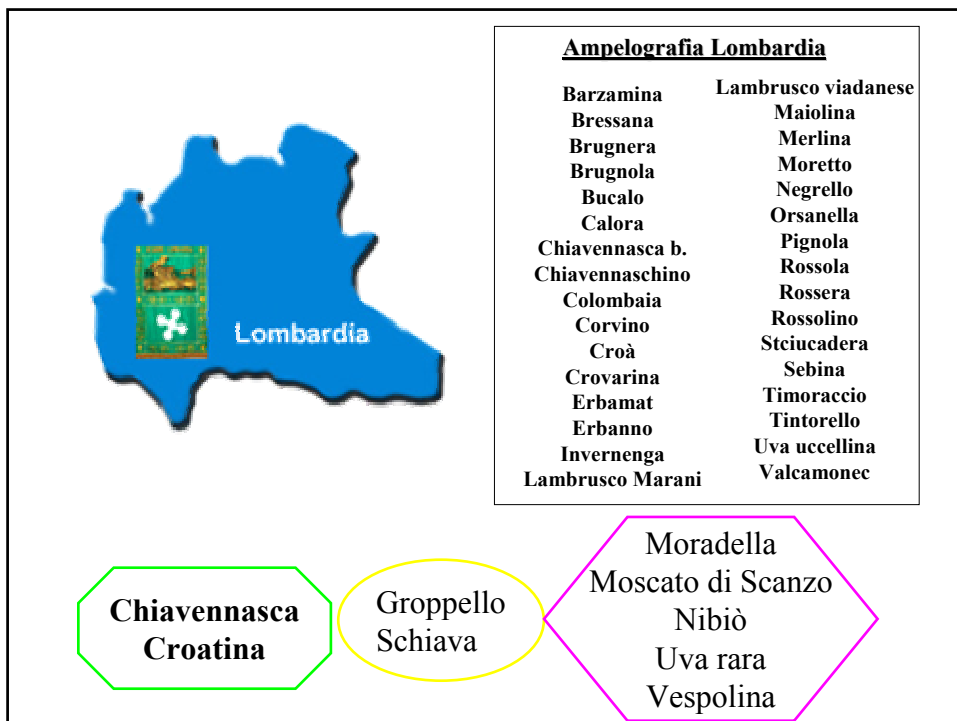 Ampelografia Lombardia
Barzamina
Bressana
Brugnera
Brugnola
Bucalo
Calora
Chiavennasca b.
Chiavennaschino
Colombaia
Corvino
Croà
Crovarina
Erbamat
Erbanno
Invernenga
Lambrusco Marani
Lambrusco viadanese
Maiolina
Merlina
Moretto
Negrello
Orsanella
Pignola
Rossola
Rossera
Rossolino
Stciucadera
Sebina
Timoraccio
Tintorello
Uva uccellina
Valcamonec
Lombardia
Chiavennasca
Croatina
Groppello
Schiava
Moradella
Moscato di Scanzo
Nibiò
Uva rara
Vespolina